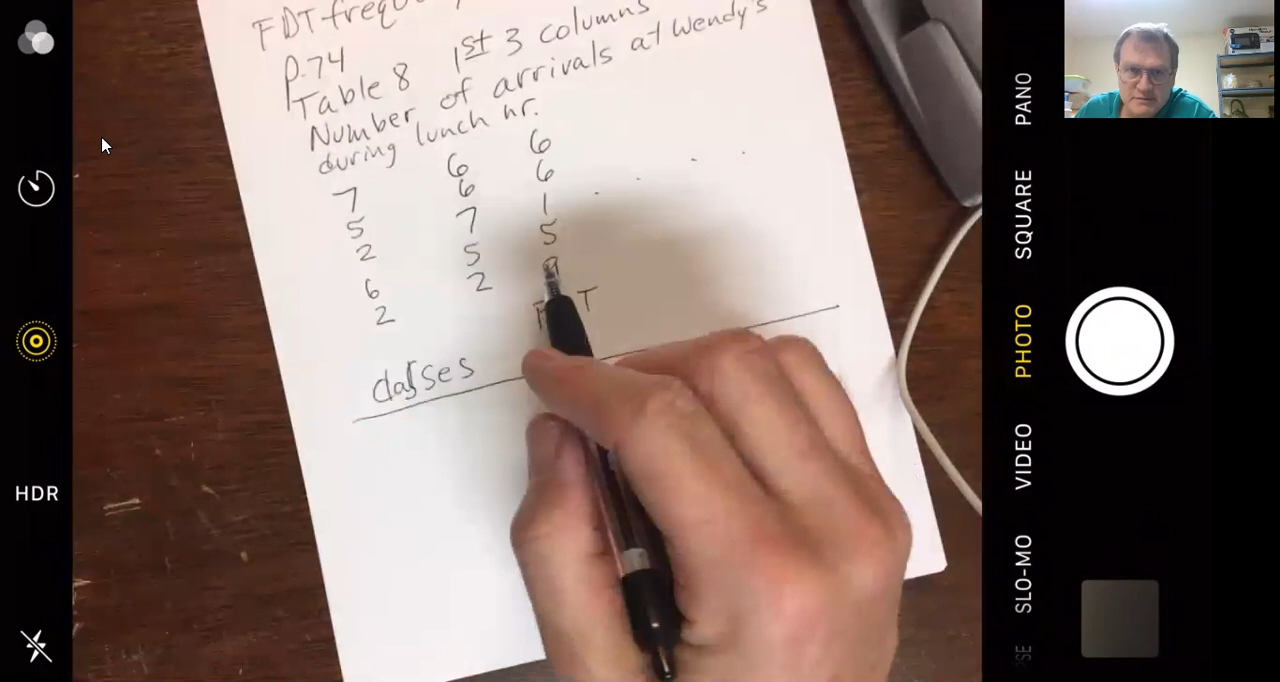 FDT frequ
p.74
Table 8 1st 3 columns
Number of arrivals at Wendy's
during lunch hr.
7 6 6
5 6 6
2 7 1
6 5 5
2 2
T
classes
HDR
PANO
SQUARE
PHOTO
VIDEO
SLO-MO
SE